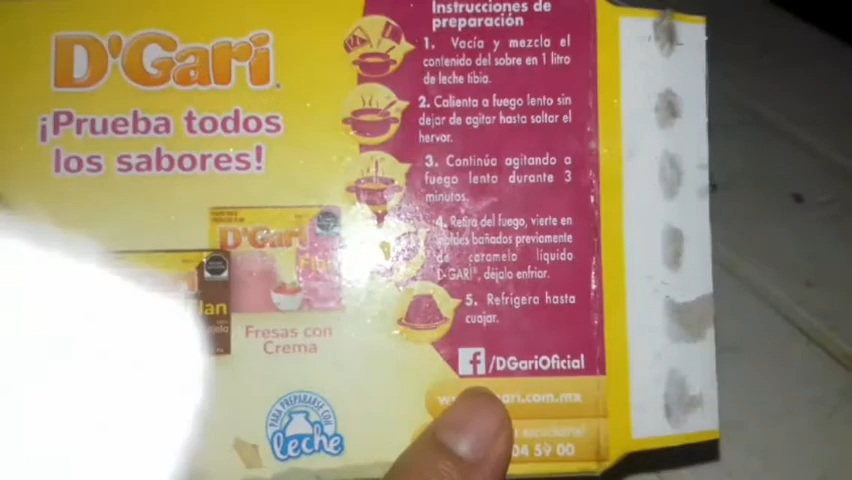 D'Gari
¡Prueba todos
los sabores!
D'Gari
Fresas con
Crema
PARA PREPARARSE CON
leche
Instrucciones de
preparación
1. Vacía y mezcla el
contenido del sobre en 1 litro
de leche tibia.
2. Calienta a fuego lento sin
dejar de agitar hasta soltar el
hervor.
3. Continúa agitando a
fuego lento durante 3
minutos.
4. Retira del fuego, vierte en
moldes bañados previamente
de caramelo líquido
D'GARI®, déjalo enfriar.
5. Refrigera hasta
cuajar.
f /DGariOficial
04 59 00